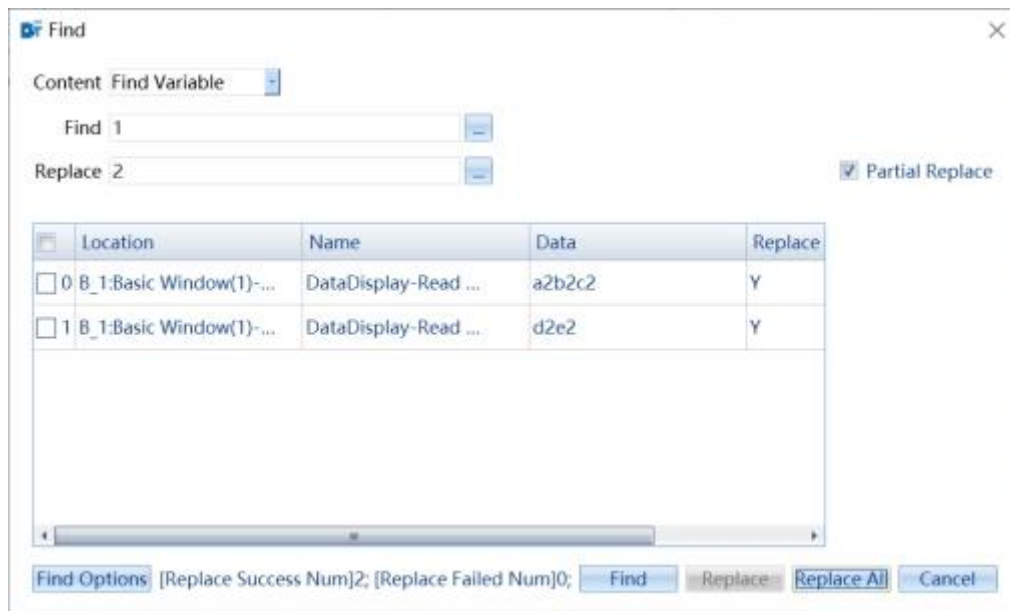 Find
Content Find Variable
Find 1
Replace 2
Partial Replace
Location Name Data Replace
0 B_1:Basic Window(1)-... DataDisplay-Read ... a2b2c2 Y
1 B_1:Basic Window(1)-... DataDisplay-Read ... d2e2 Y
Find Options [Replace Success Num]2; [Replace Failed Num]0; Find Replace Replace All Cancel